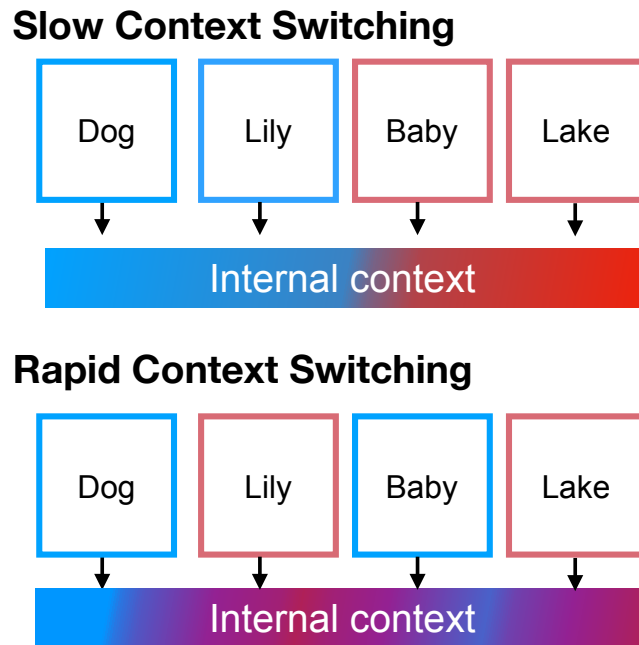 Slow Context Switching
Dog Lily Baby Lake
Internal context
Rapid Context Switching
Dog Lily Baby Lake
Internal context